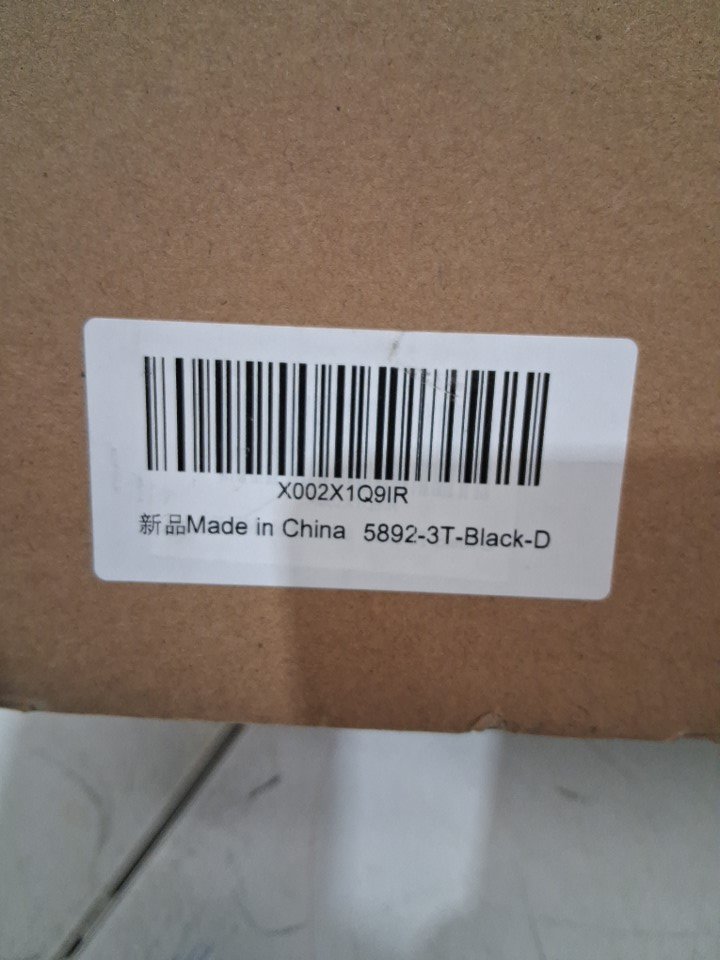 X002X1Q9IR
新品Made in China 5892-3T-Black-D